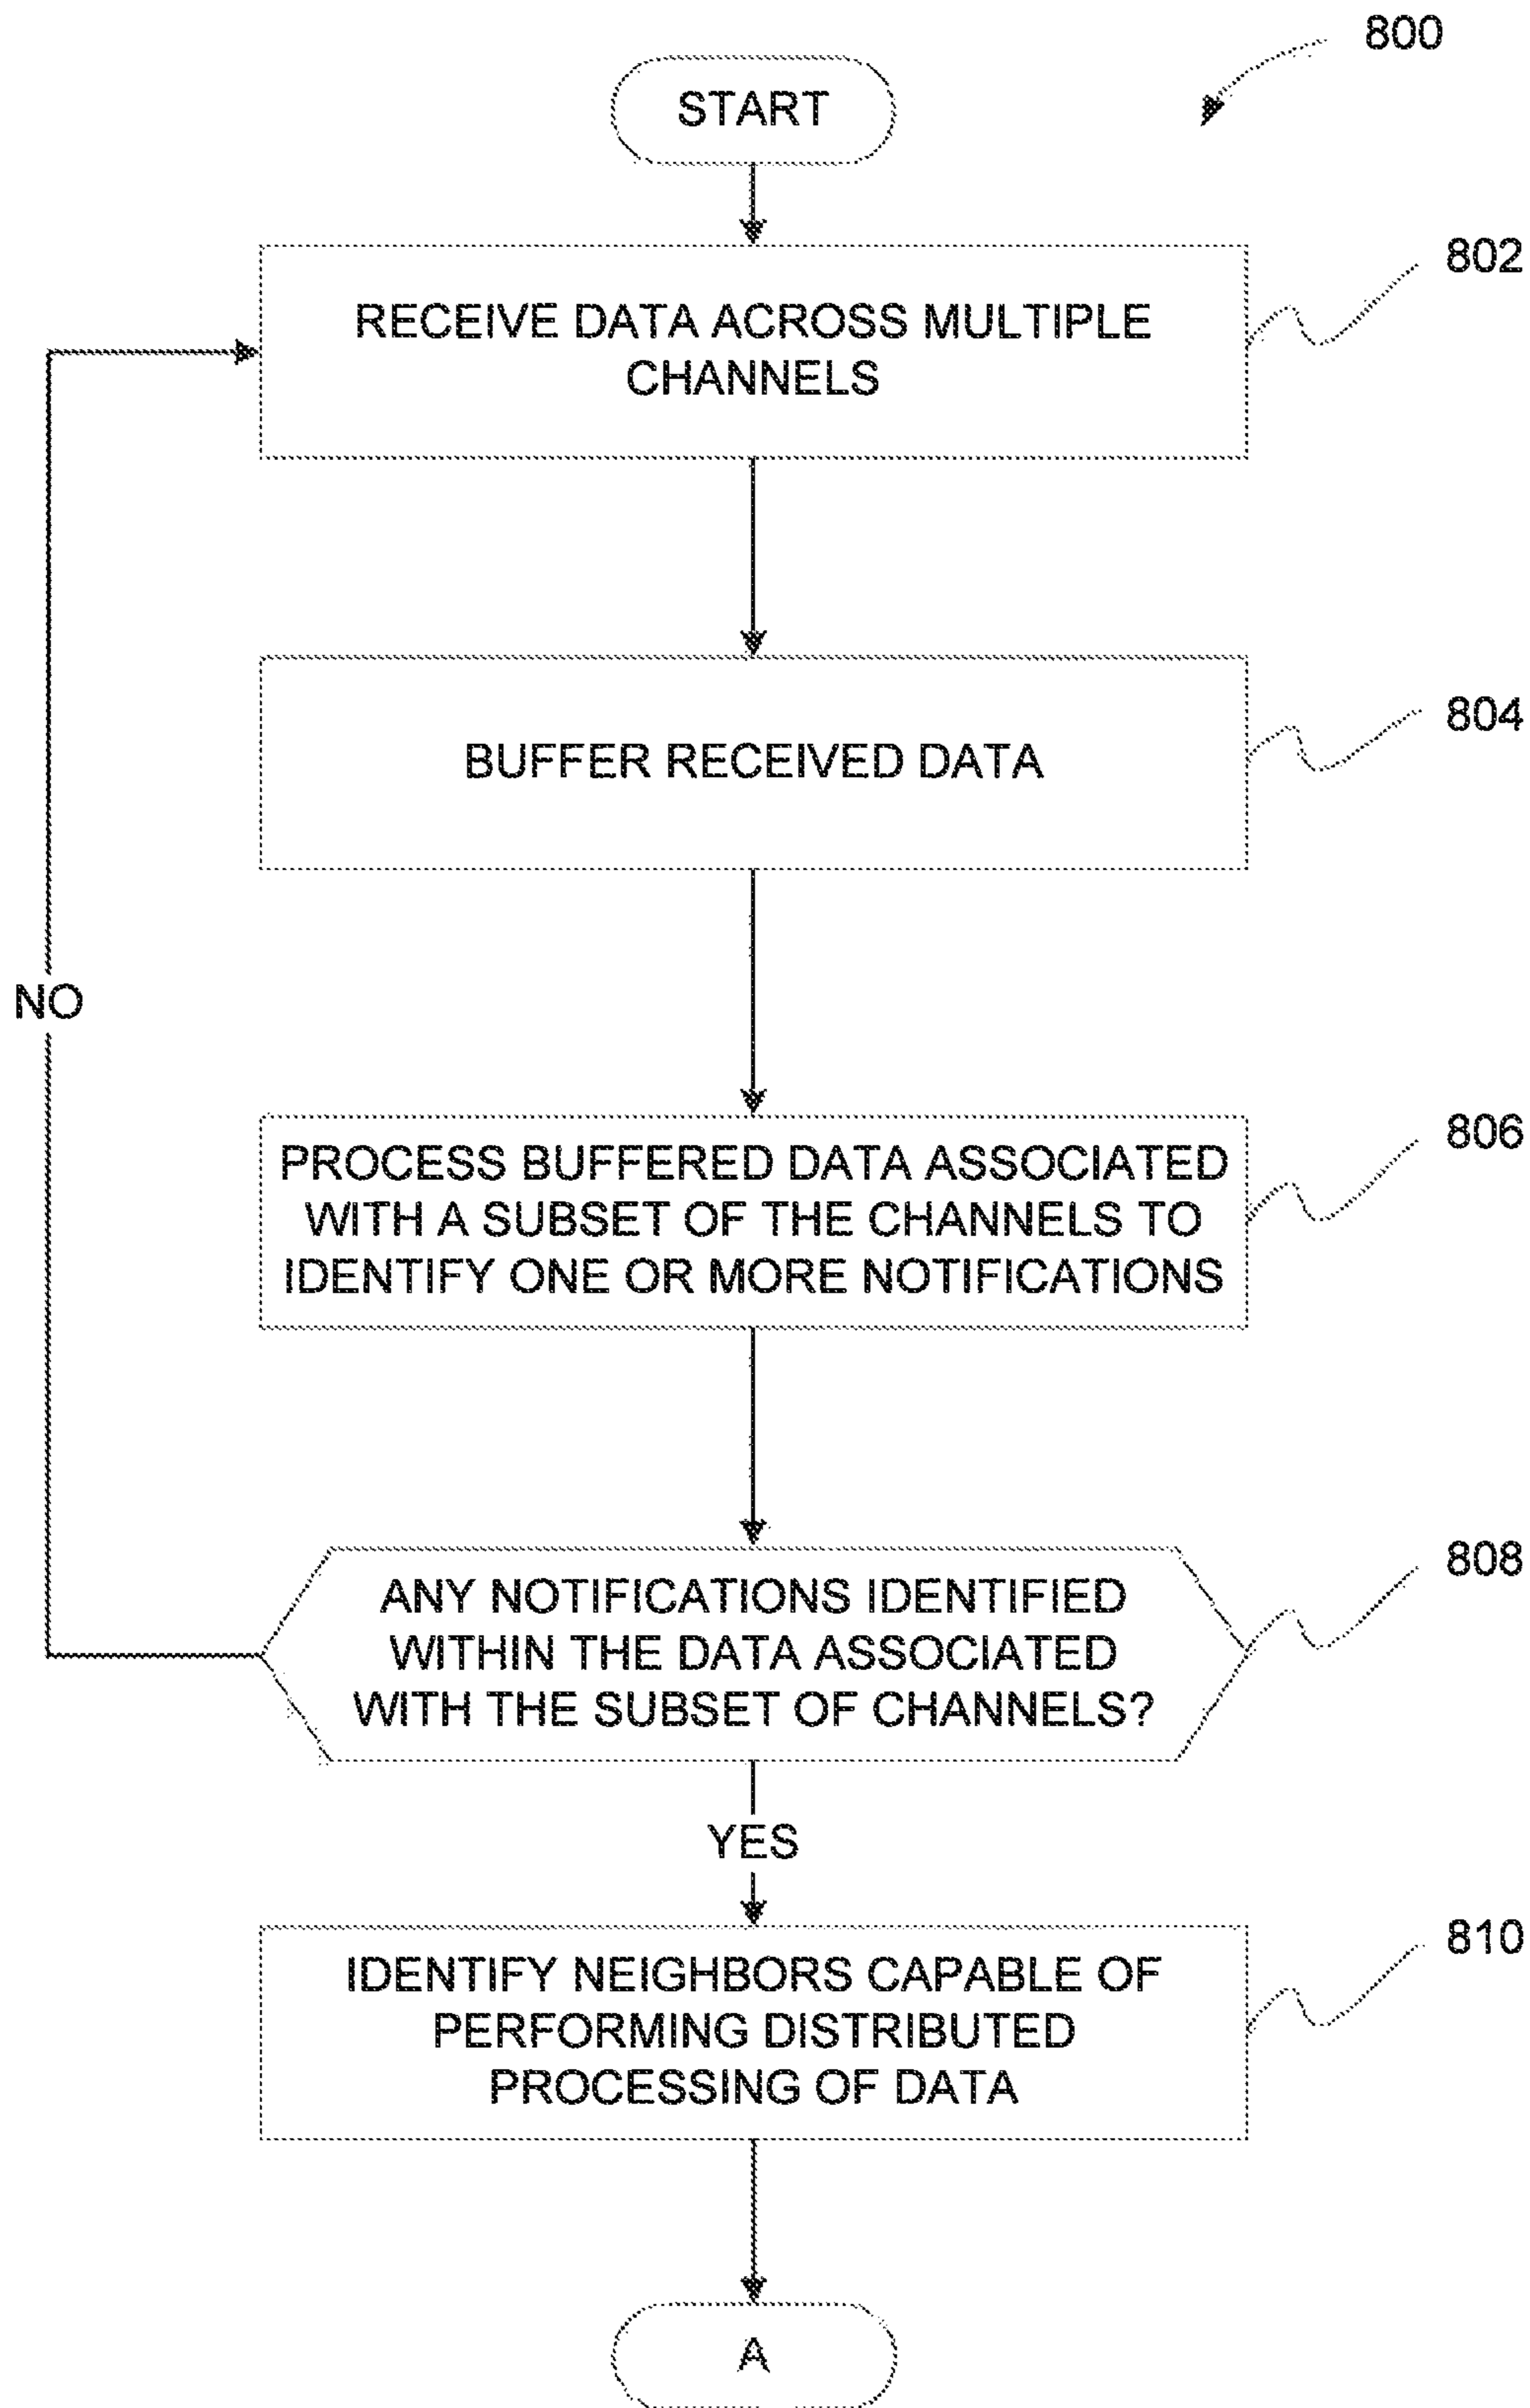 800
START
802
RECEIVE DATA ACROSS MULTIPLE
CHANNELS
804
BUFFER RECEIVED DATA
NO
806
PROCESS BUFFERED DATA ASSOCIATED
WITH A SUBSET OF THE CHANNELS TO
IDENTIFY ONE OR MORE NOTIFICATIONS
808
ANY NOTIFICATIONS IDENTIFIED
WITHIN THE DATA ASSOCIATED
WITH THE SUBSET OF CHANNELS?
YES
810
IDENTIFY NEIGHBORS CAPABLE OF
PERFORMING DISTRIBUTED
PROCESSING OF DATA
A